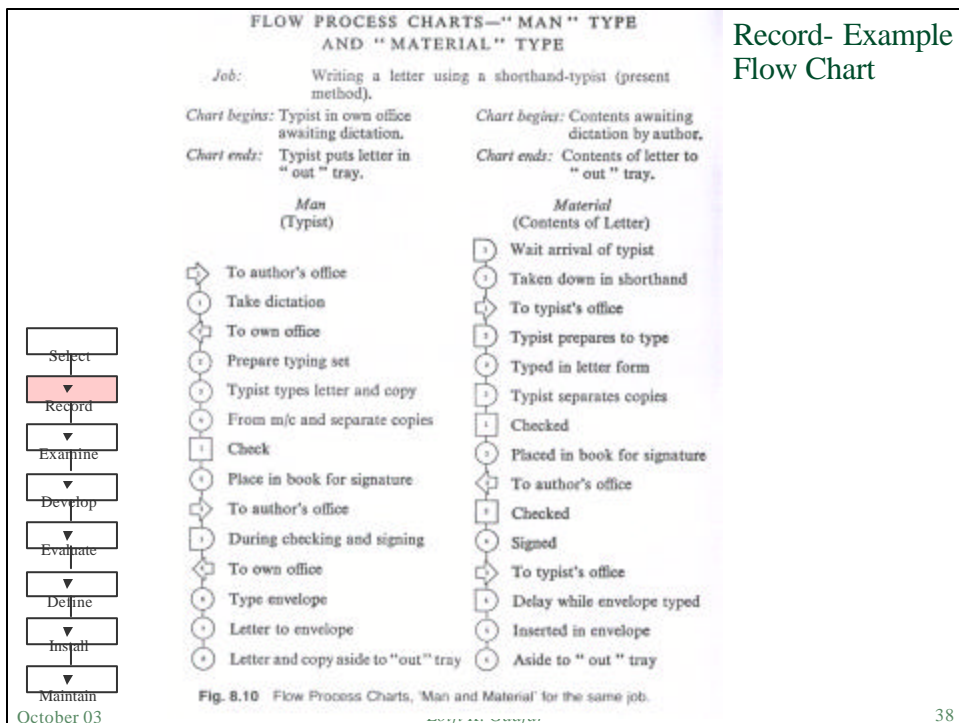 FLOW PROCESS CHARTS—"MAN" TYPE
AND "MATERIAL" TYPE
Record- Example
Flow Chart
Job: Writing a letter using a shorthand-typist (present
method).
Chart begins: Typist in own office
awaiting dictation.
Chart ends: Typist puts letter in
"out" tray.
Chart begins: Contents awaiting
dictation by author.
Chart ends: Contents of letter to
"out" tray.
Man
(Typist)
To author's office
Take dictation
To own office
Prepare typing set
Typist types letter and copy
From m/c and separate copies
Check
Place in book for signature
To author's office
During checking and signing
To own office
Type envelope
Letter to envelope
Letter and copy aside to "out" tray
Material
(Contents of Letter)
Wait arrival of typist
Taken down in shorthand
To typist's office
Typist prepares to type
Typed in letter form
Typist separates copies
Checked
Placed in book for signature
To author's office
Checked
Signed
To typist's office
Delay while envelope typed
Inserted in envelope
Aside to "out" tray
Select
Record
Examine
Develop
Evaluate
Define
Install
Maintain
Fig. 8.10 Flow Process Charts, 'Man and Material' for the same job.
October 03
38